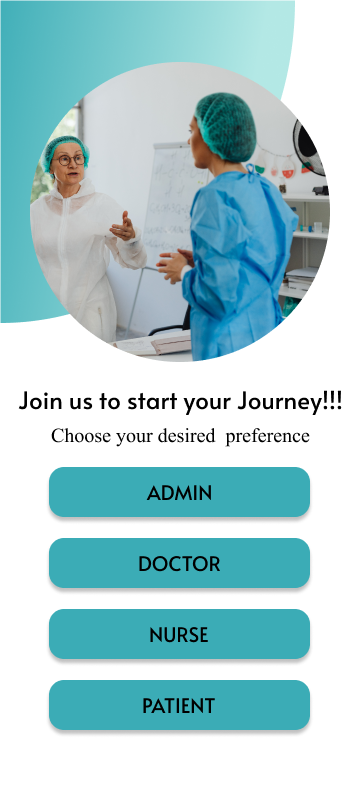 Join us to start your Journey!!!
Choose your desired preference
ADMIN
DOCTOR
NURSE
PATIENT